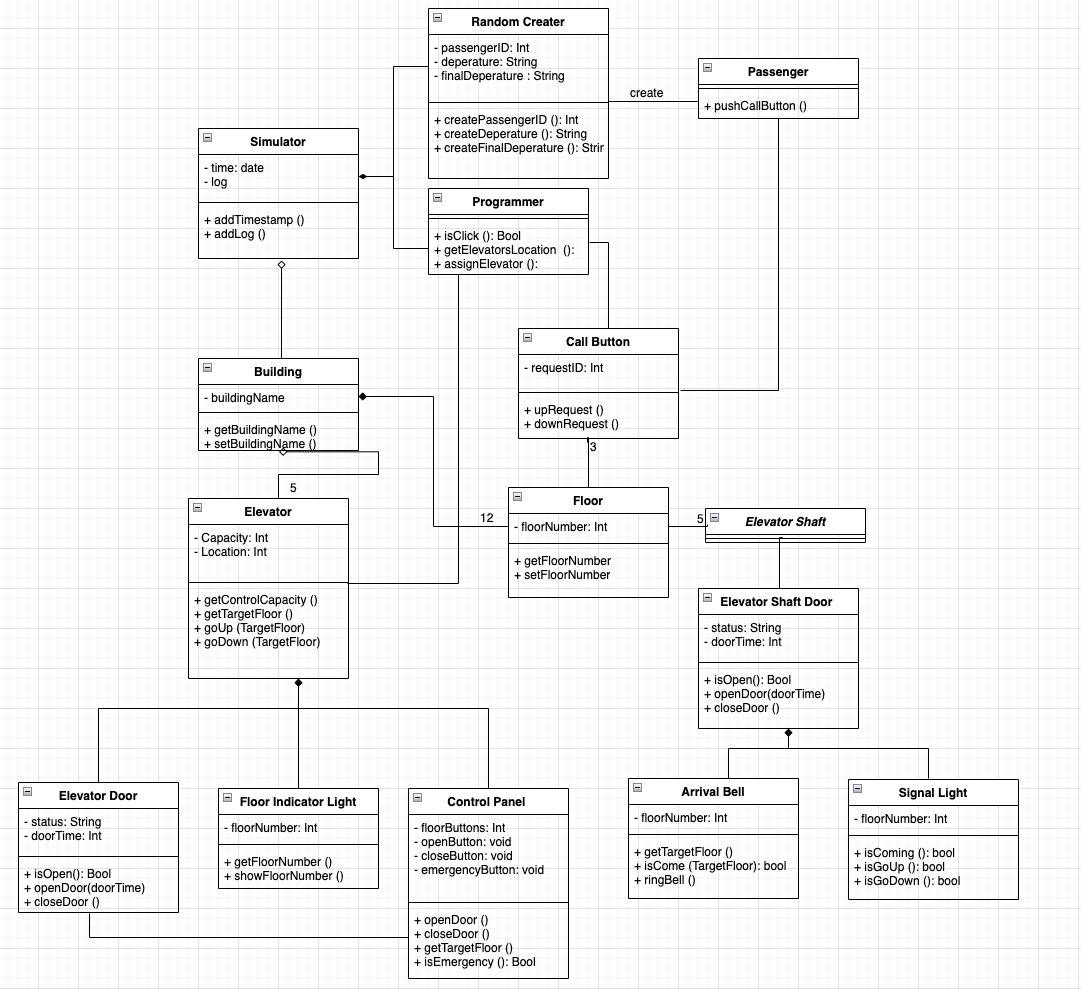 Random Creater
- passengerID: Int
- deperature: String
- finalDeperature : String
+ createPassengerID (): Int
+ createDeperature (): String
+ createFinalDeperature (): Strir
create
Passenger
+ pushCallButton ()
Simulator
- time: date
- log
+ addTimestamp ()
+ addLog ()
Programmer
+ isClick (): Bool
+ getElevatorsLocation ():
+ assignElevator ():
Call Button
- requestID: Int
+ upRequest ()
+ downRequest ()
3
Building
- buildingName
+ getBuildingName ()
+ setBuildingName ()
5
12
Elevator
- Capacity: Int
- Location: Int
+ getControlCapacity ()
+ getTargetFloor ()
+ goUp (TargetFloor)
+ goDown (TargetFloor)
Floor
- floorNumber: Int
+ getFloorNumber
+ setFloorNumber
5
Elevator Shaft
Elevator Shaft Door
- status: String
- doorTime: Int
+ isOpen(): Bool
+ openDoor(doorTime)
+ closeDoor ()
Elevator Door
- status: String
- doorTime: Int
+ isOpen(): Bool
+ openDoor(doorTime)
+ closeDoor ()
Floor Indicator Light
- floorNumber: Int
+ getFloorNumber ()
+ showFloorNumber ()
Control Panel
- floorButtons: Int
- openButton: void
- closeButton: void
- emergencyButton: void
+ openDoor ()
+ closeDoor ()
+ getTargetFloor ()
+ isEmergency (): Bool
Arrival Bell
- floorNumber: Int
+ getTargetFloor ()
+ isCome (TargetFloor): bool
+ ringBell ()
Signal Light
- floorNumber: Int
+ isComing (): bool
+ isGoUp (): bool
+ isGoDown (): bool